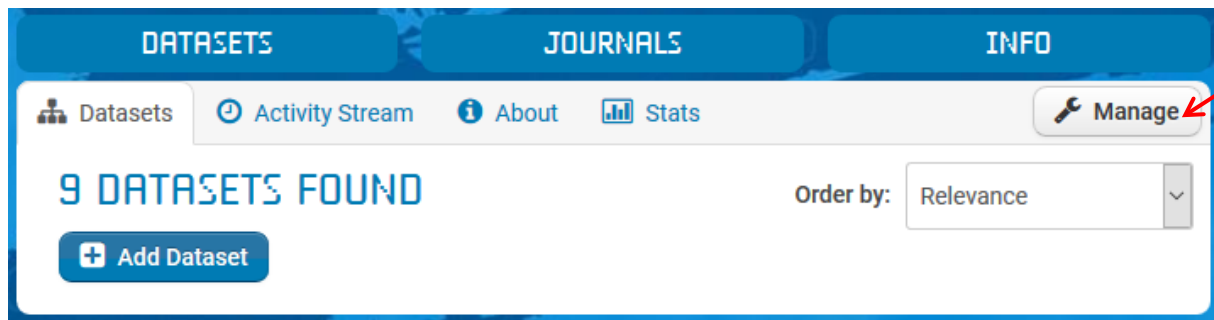 DATASETS JOURNALS INFO
Datasets Activity Stream About Stats Manage
9 DATASETS FOUND Order by: Relevance
Add Dataset